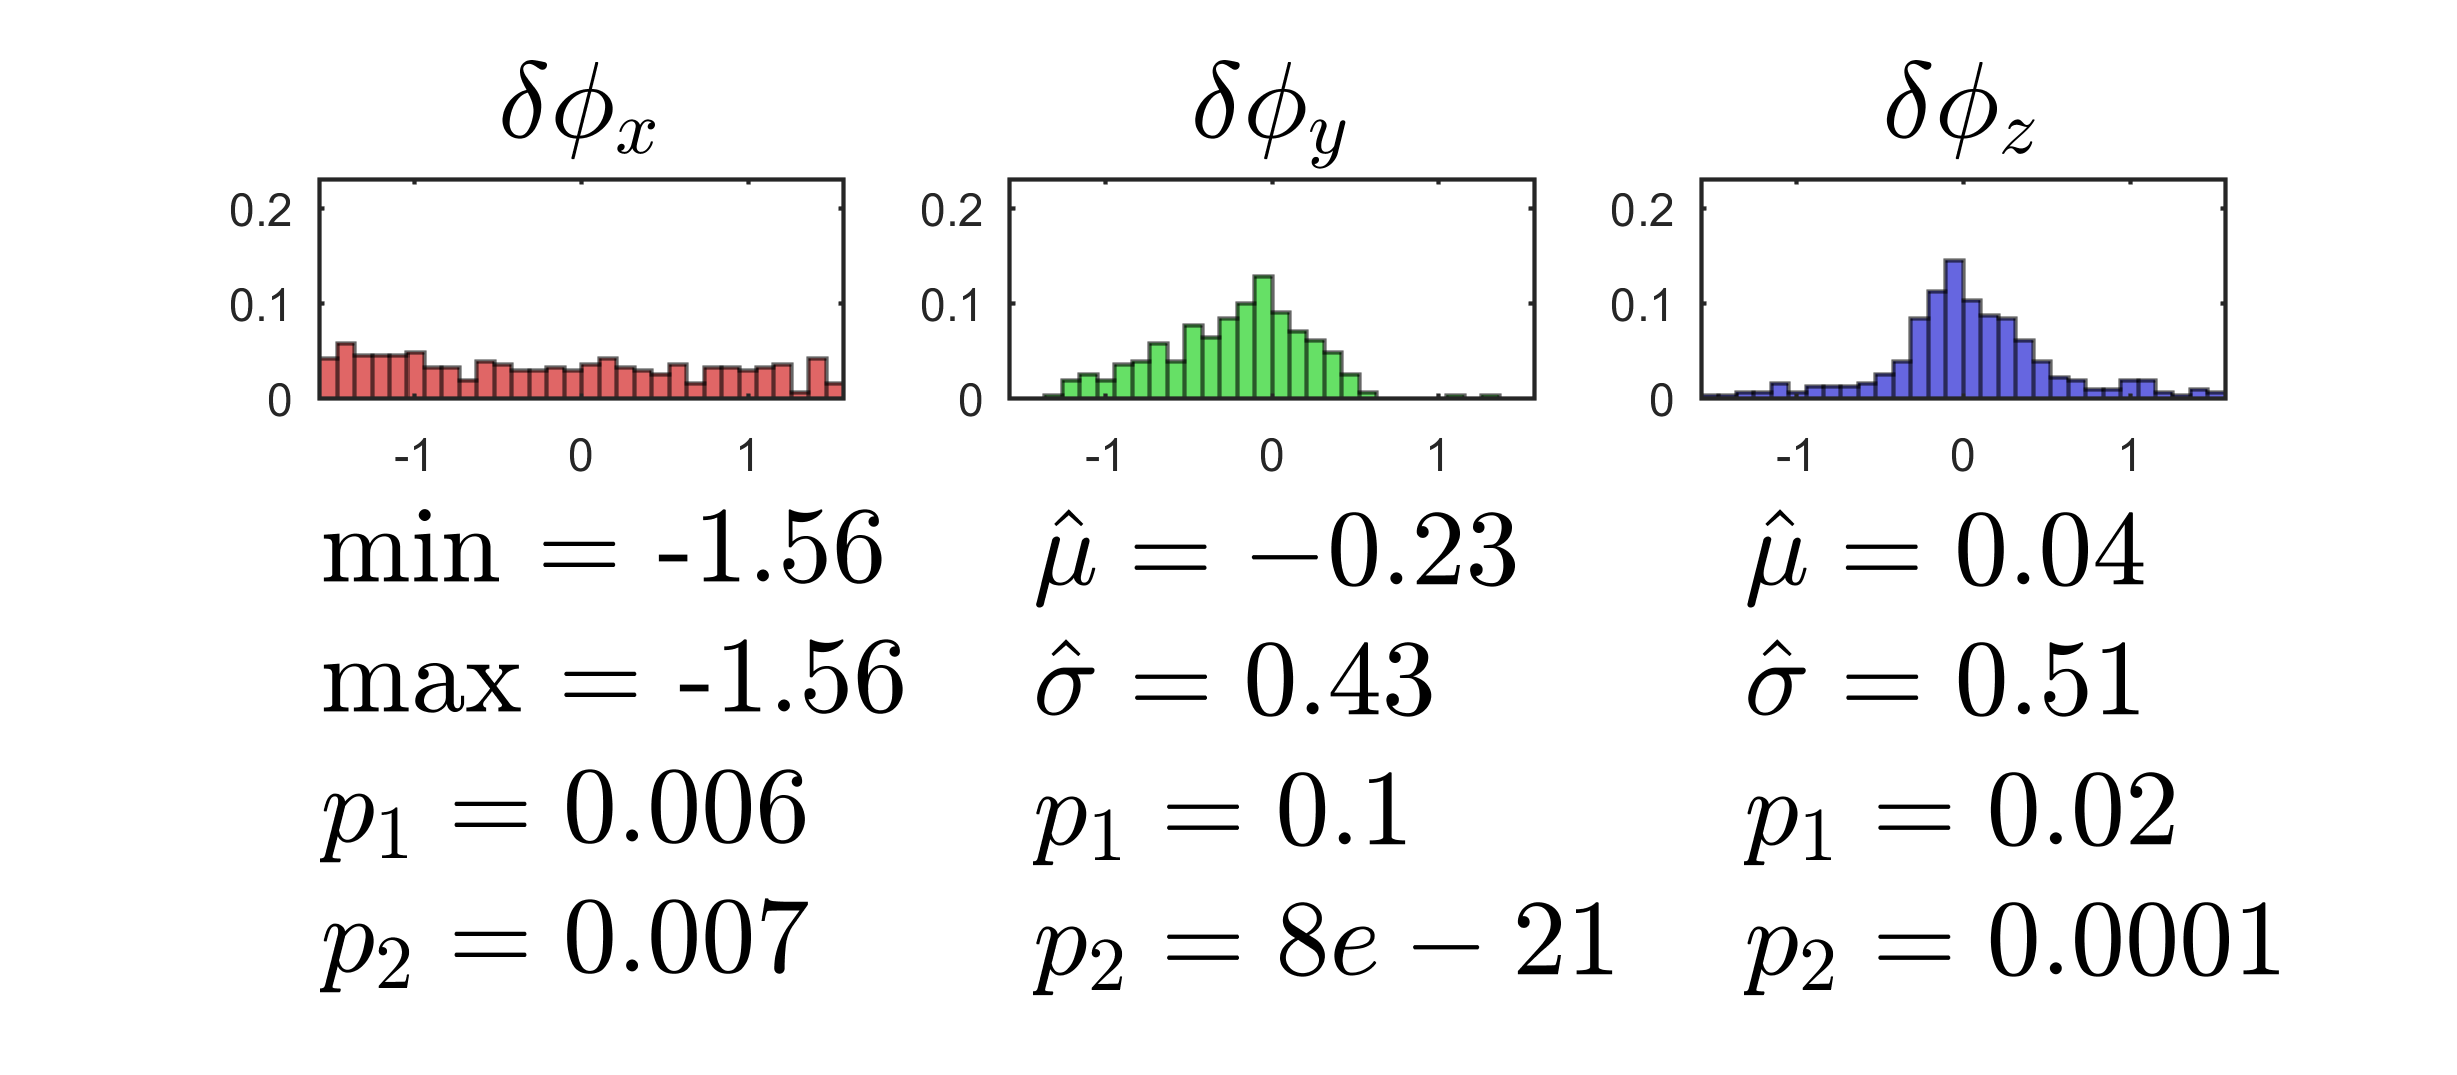 δϕx
δϕy
δϕz
0.2
0.1
0
-1 0 1
0.2
0.1
0
-1 0 1
0.2
0.1
0
-1 0 1
min = -1.56
max = -1.56
p1 = 0.006
p2 = 0.007
μ̂ = −0.23
σ̂ = 0.43
p1 = 0.1
p2 = 8e − 21
μ̂ = 0.04
σ̂ = 0.51
p1 = 0.02
p2 = 0.0001